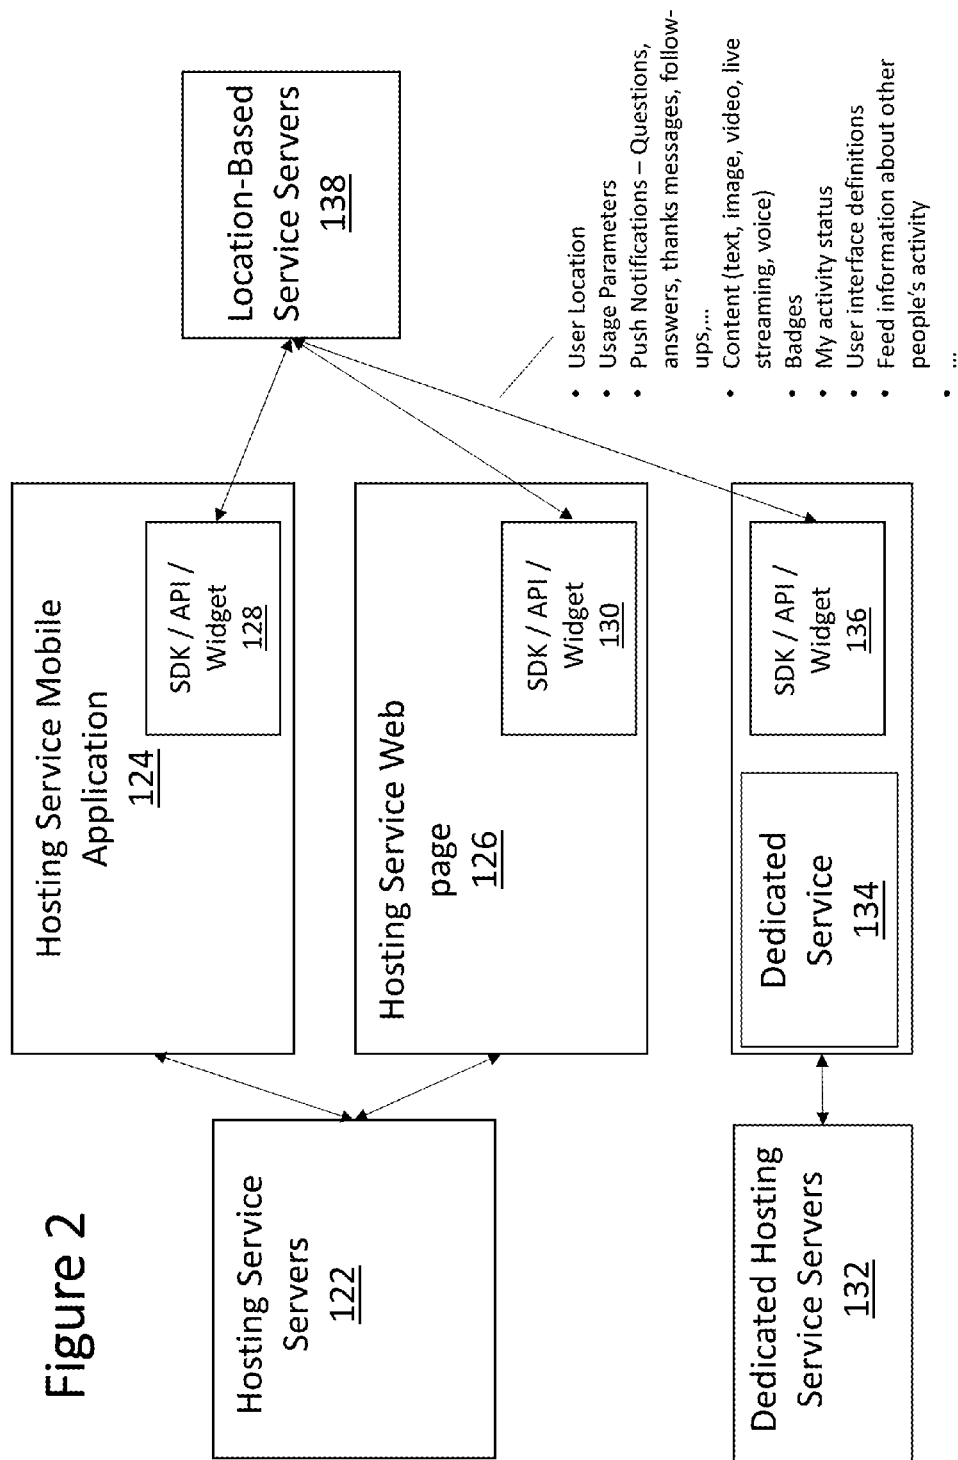 Figure 2
Hosting Service
Servers
122
Hosting Service Mobile
Application
124
SDK / API /
Widget
128
Hosting Service Web
page
126
SDK / API /
Widget
130
Location-Based
Service Servers
138
Dedicated Hosting
Service Servers
132
Dedicated
Service
134
SDK / API /
Widget
136
• User Location
• Usage Parameters
• Push Notifications – Questions,
answers, thanks messages, follow-
ups,...
• Content (text, image, video, live
streaming, voice)
• Badges
• My activity status
• User interface definitions
• Feed information about other
people's activity
• ...